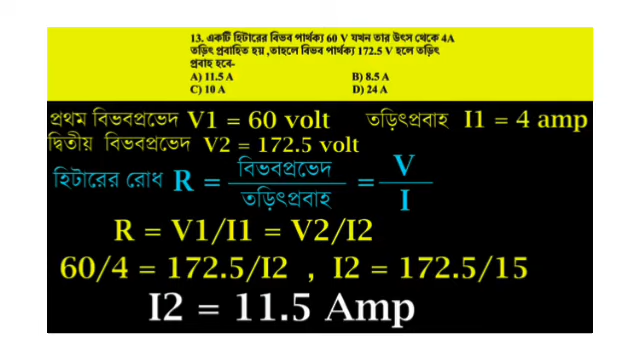 13. একটি হিটারের বিভব পার্থক্য 60 V যখন তার উৎস থেকে 4A
তড়িৎ প্রবাহিত হয় ,তাহলে বিভব পার্থক্য 172.5 V হলে তড়িৎ
প্রবাহ হবে-
A) 11.5 A B) 8.5 A
C) 10 A D) 24 A
প্রথম বিভবপ্রভেদ V1 = 60 volt তড়িৎপ্রবাহ I1 = 4 amp
দ্বিতীয় বিভবপ্রভেদ V2 = 172.5 volt
হিটারের রোধ R = বিভবপ্রভেদ / তড়িৎপ্রবাহ = V / I
R = V1/I1 = V2/I2
60/4 = 172.5/I2 , I2 = 172.5/15
I2 = 11.5 Amp